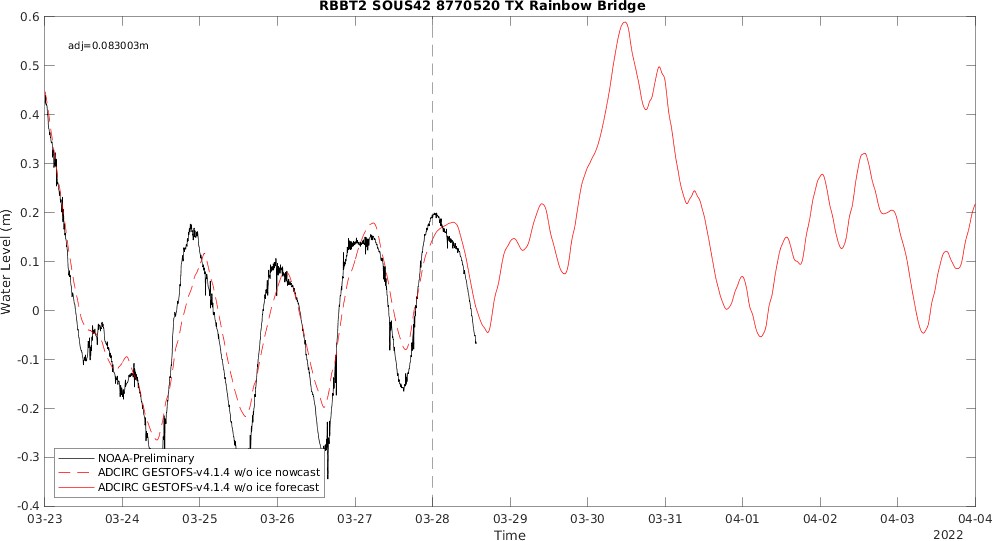 RBBT2 SOUS42 8770520 TX Rainbow Bridge
adj=0.083003m
0.6
0.5
0.4
0.3
0.2
0.1
0
-0.1
-0.2
-0.3
-0.4
Water Level (m)
NOAA-Preliminary
ADCIRC GESTOFS-v4.1.4 w/o ice nowcast
ADCIRC GESTOFS-v4.1.4 w/o ice forecast
03-23 03-24 03-25 03-26 03-27 03-28 03-29 03-30 03-31 04-01 04-02 04-03 04-04
Time
2022